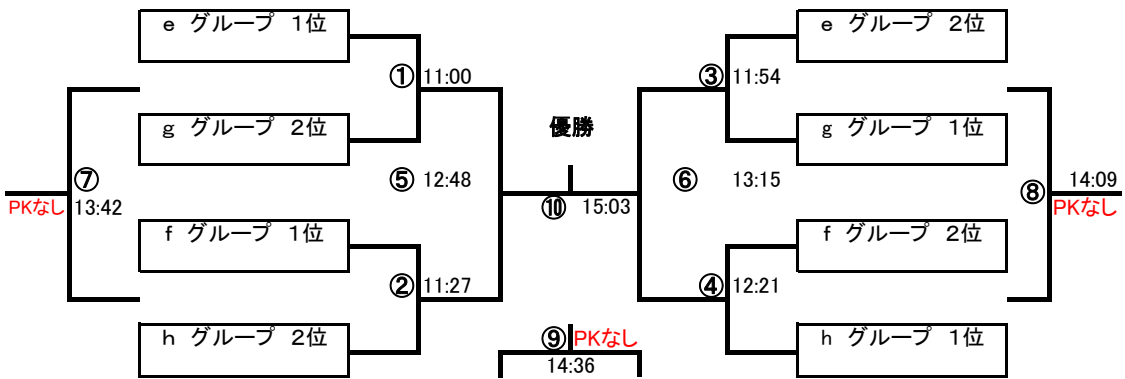 e グループ 1位
e グループ 2位
① 11:00
③ 11:54
g グループ 2位
優勝
g グループ 1位
⑦
⑤ 12:48
⑥ 13:15
⑧ 14:09
PKなし 13:42
⑩ 15:03
PKなし
f グループ 1位
f グループ 2位
② 11:27
④ 12:21
h グループ 2位
⑨ PKなし
h グループ 1位
14:36